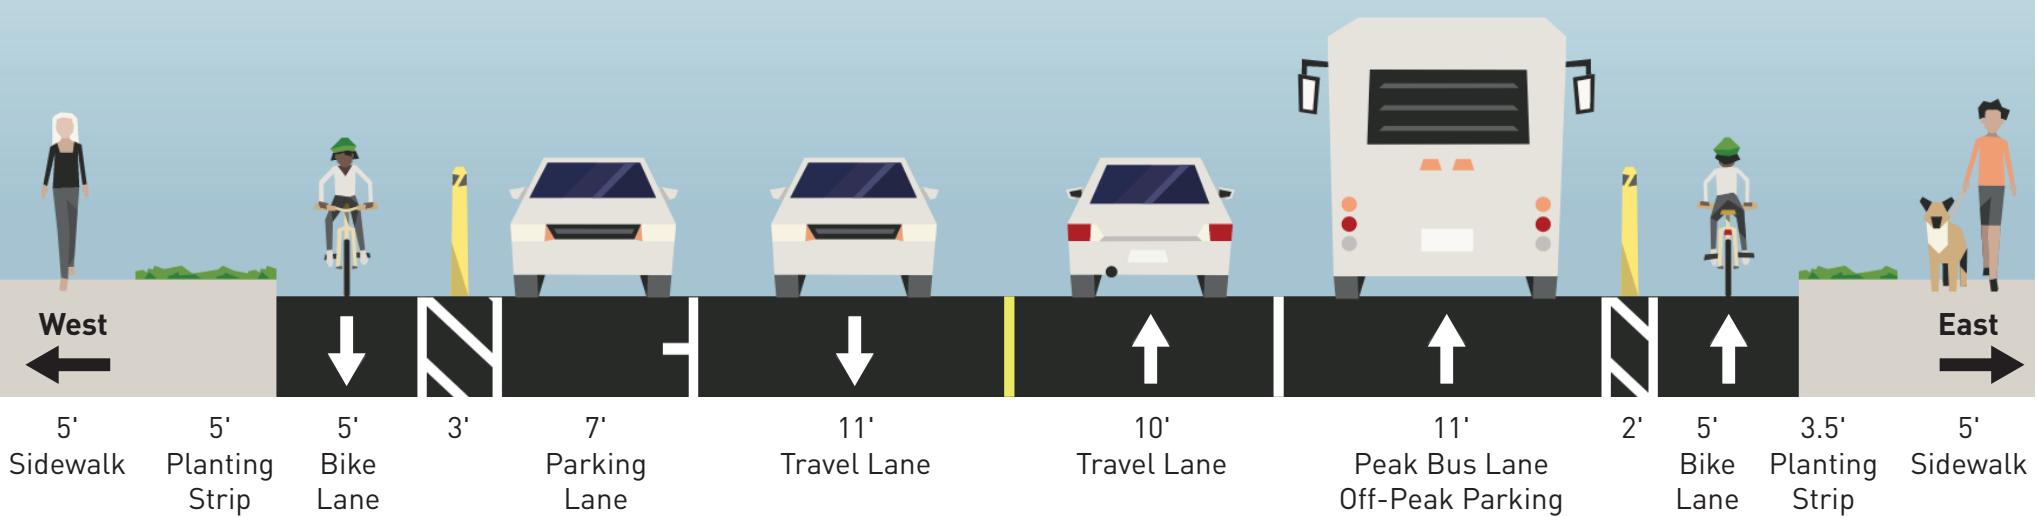 West
East
5'
Sidewalk
5'
Planting
Strip
5'
Bike
Lane
3'
7'
Parking
Lane
11'
Travel Lane
10'
Travel Lane
11'
Peak Bus Lane
Off-Peak Parking
2'
5'
Bike
Lane
3.5'
Planting
Strip
5'
Sidewalk